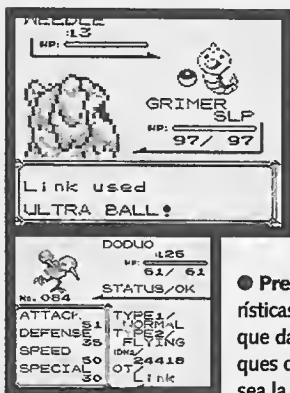 WEEDLE
:L3
HP:
GRIMER
SLP
HP:
97/ 97
Link used
ULTRA BALL!
DODUO
:L26
HP:
61/ 61
STATUS/OK
No. 084
ATTACK
51
DEFENSE
35
SPEED
50
SPECIAL
30
TYPE1/
NORMAL
TYPE2/
FLYING
IDNo/
24418
OT/
Link
● Pre
rísticas
que da
ques d
sea la